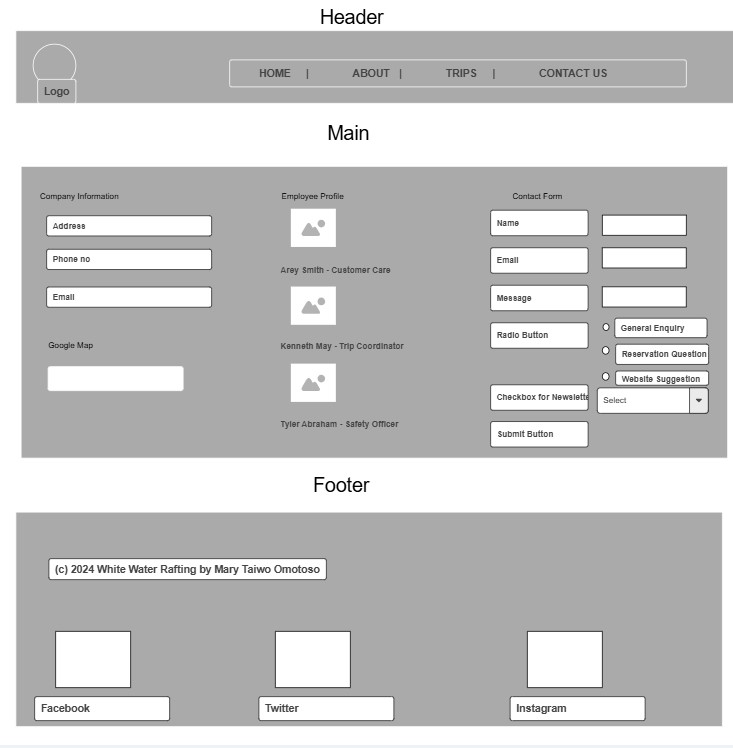 Header
Logo
HOME | ABOUT | TRIPS | CONTACT US
Main
Company Information
Address
Phone no
Email
Google Map
Employee Profile
Arey Smith - Customer Care
Kenneth May - Trip Coordinator
Tyler Abraham - Safety Officer
Contact Form
Name
Email
Message
Radio Button
General Enquiry
Reservation Question
Website Suggestion
Checkbox for Newslette
Select
Submit Button
Footer
(c) 2024 White Water Rafting by Mary Taiwo Omotoso
Facebook
Twitter
Instagram